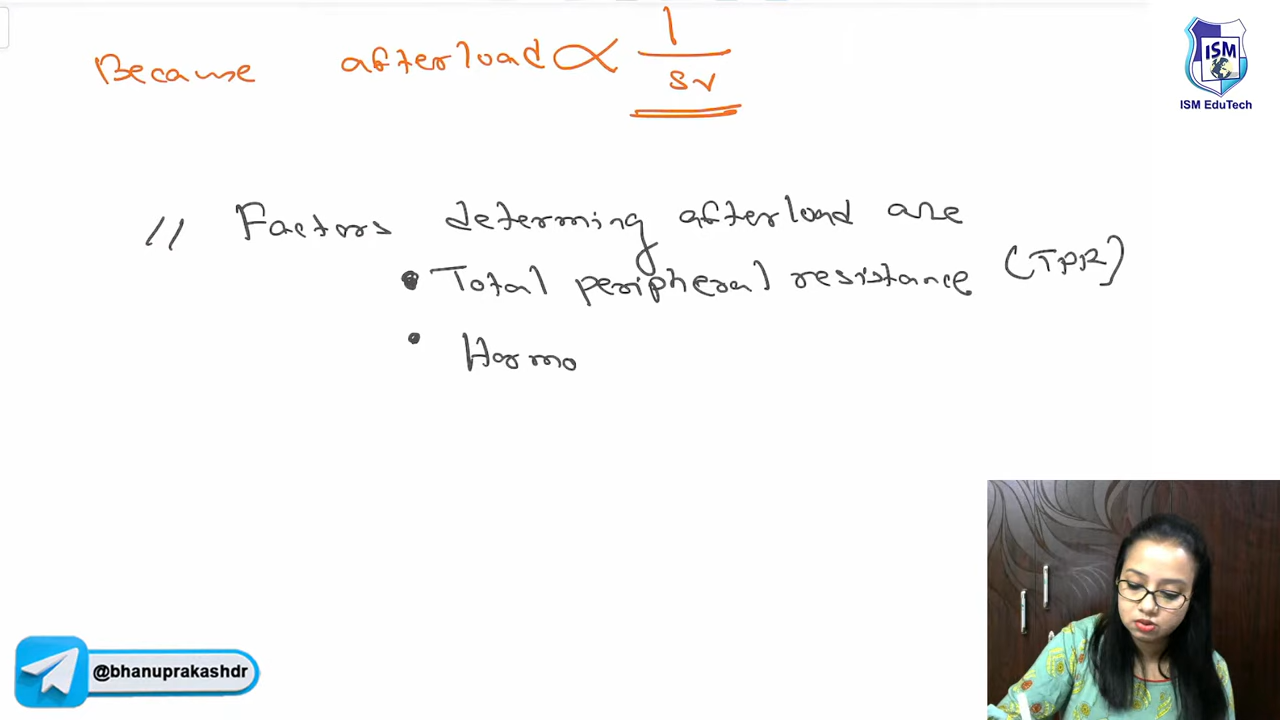 Because afterload ∝ 1/SV
ISM
ISM EduTech
// Factors determing afterload are
• Total peripheral resistance (TPR)
• Hormo
@bhanuprakashdr